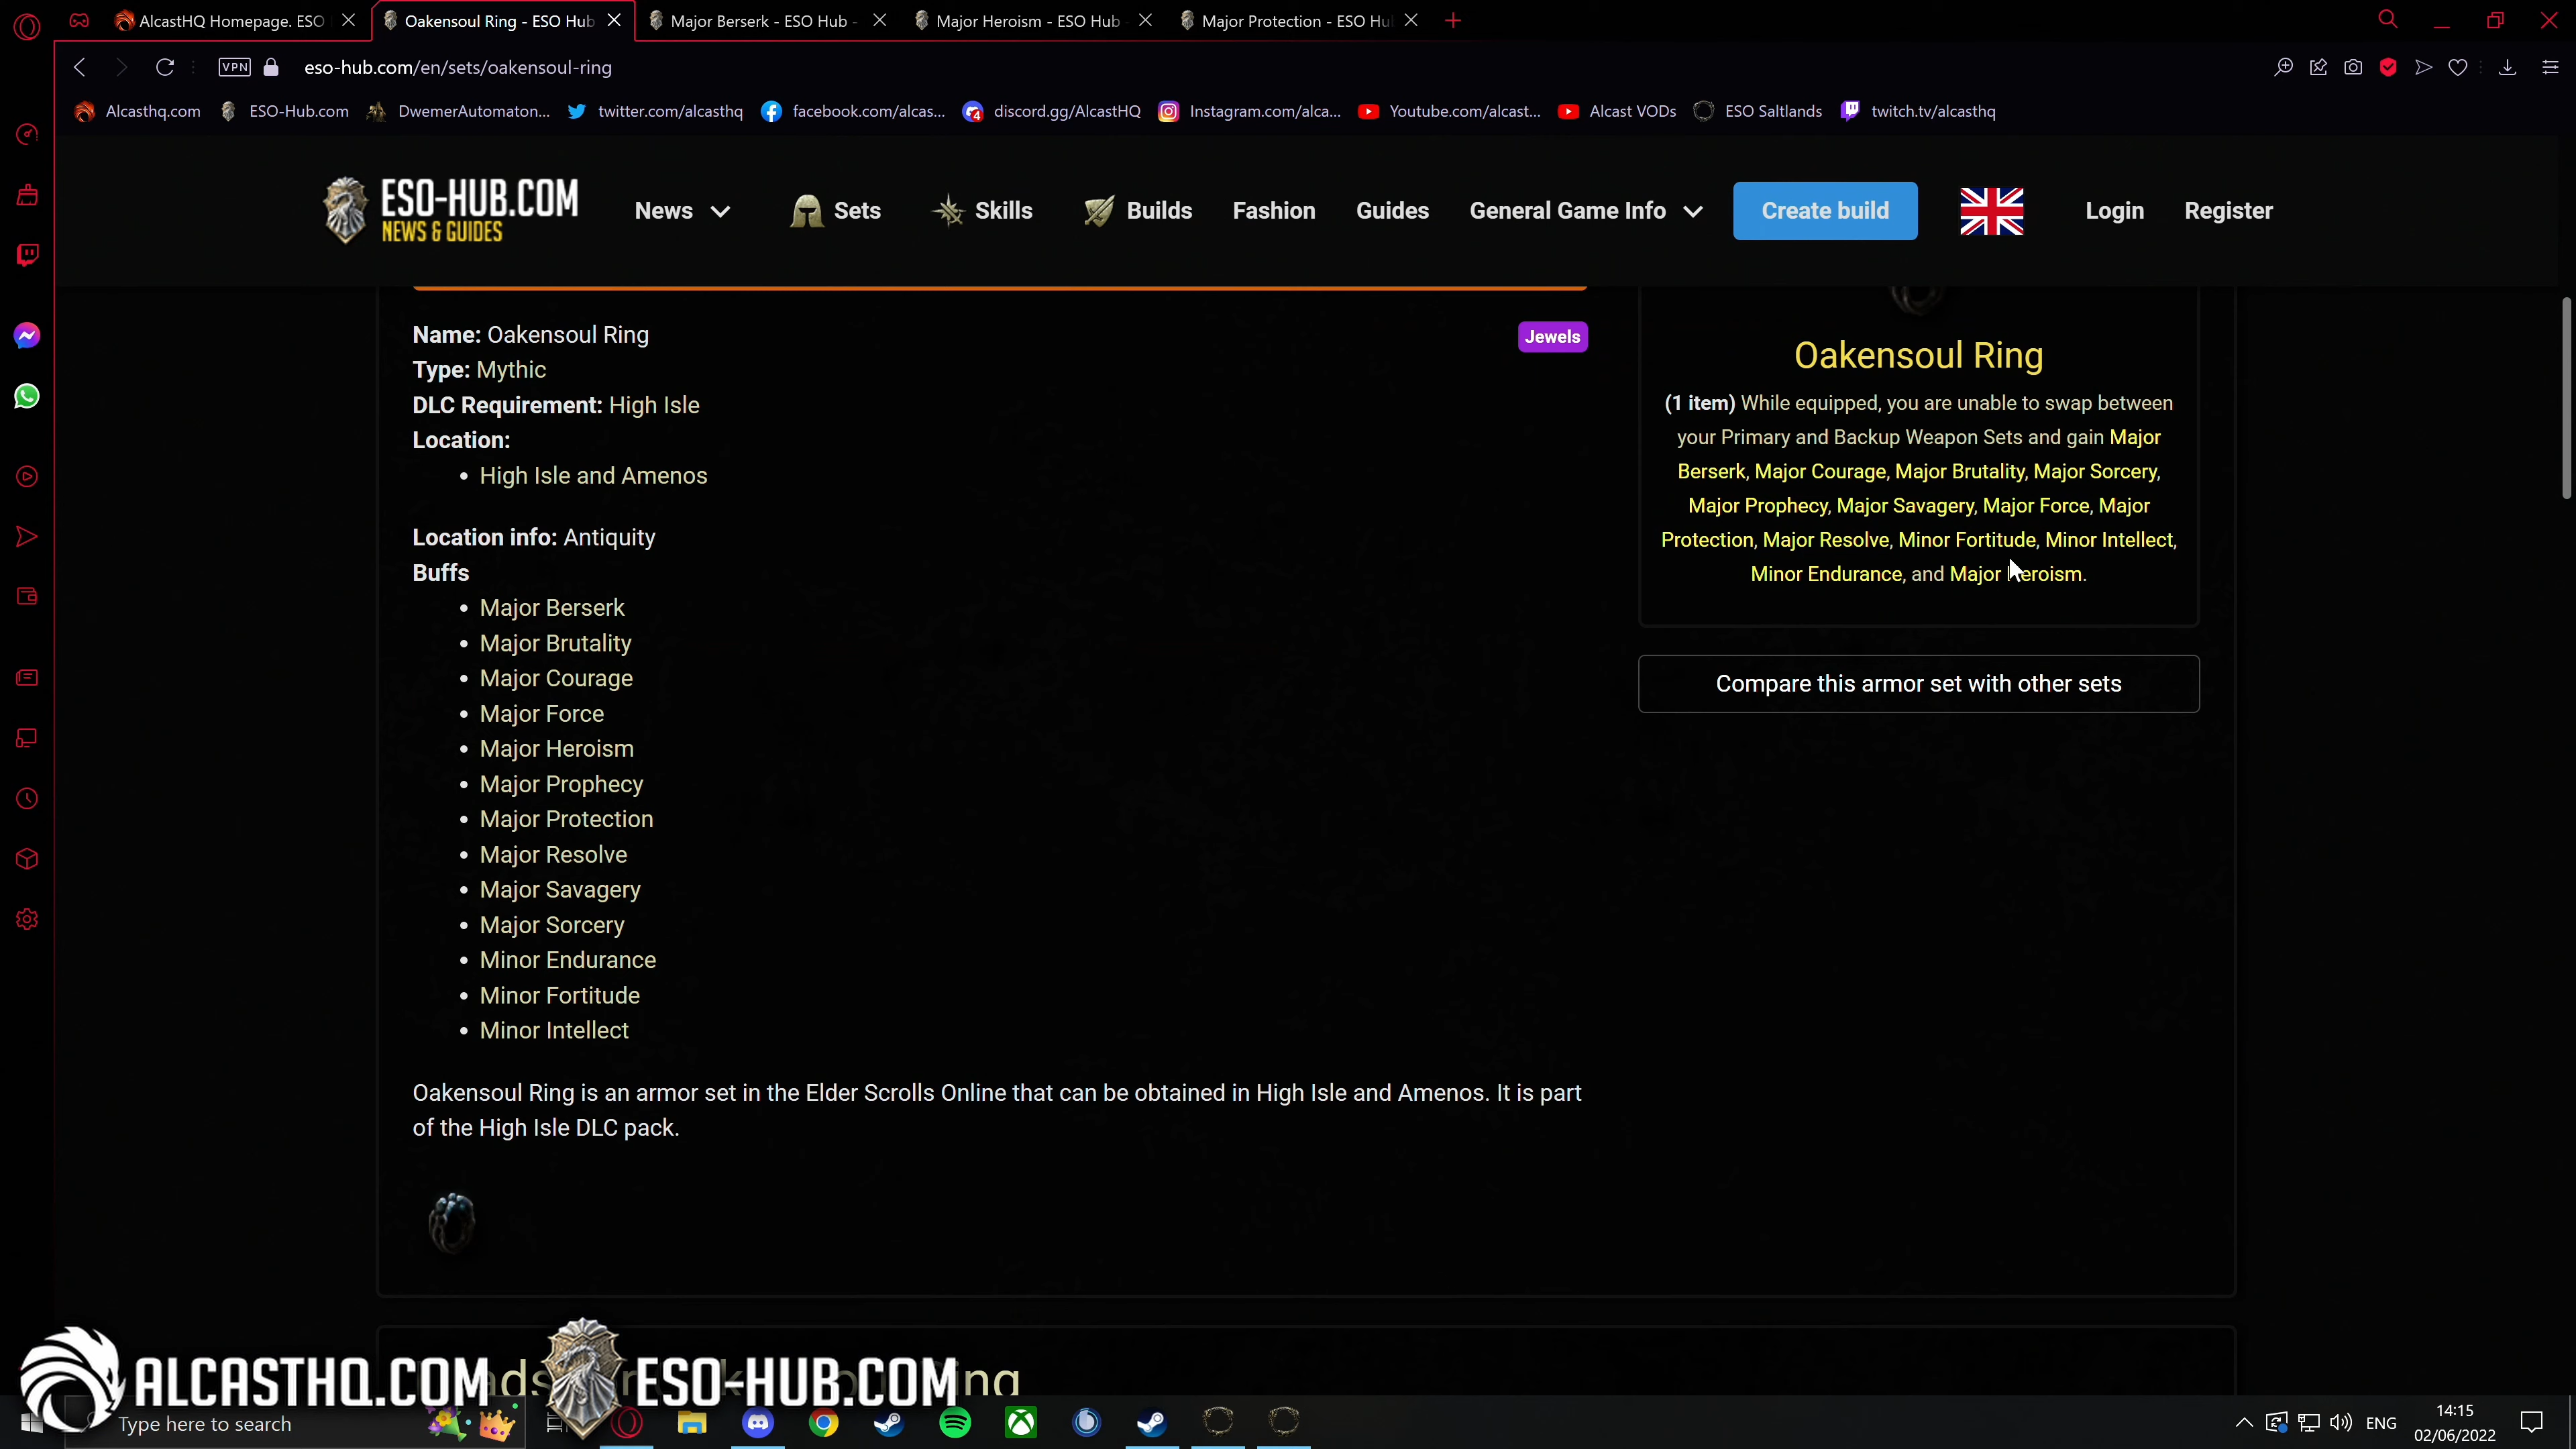 AlcastHQ Homepage. ESO
Oakensoul Ring - ESO Hub
Major Berserk - ESO Hub -
Major Heroism - ESO Hub
Major Protection - ESO Hu
VPN
eso-hub.com/en/sets/oakensoul-ring
Alcasthq.com
ESO-Hub.com
DwemerAutomaton...
twitter.com/alcasthq
facebook.com/alcas...
discord.gg/AlcastHQ
Instagram.com/alca...
Youtube.com/alcast...
Alcast VODs
ESO Saltlands
twitch.tv/alcasthq
ESO-HUB.COM
NEWS & GUIDES
News
Sets
Skills
Builds
Fashion
Guides
General Game Info
Create build
Login
Register
Name: Oakensoul Ring
Jewels
Type: Mythic
DLC Requirement: High Isle
Location:
• High Isle and Amenos
Location info: Antiquity
Buffs
• Major Berserk
• Major Brutality
• Major Courage
• Major Force
• Major Heroism
• Major Prophecy
• Major Protection
• Major Resolve
• Major Savagery
• Major Sorcery
• Minor Endurance
• Minor Fortitude
• Minor Intellect
Oakensoul Ring is an armor set in the Elder Scrolls Online that can be obtained in High Isle and Amenos. It is part
of the High Isle DLC pack.
Oakensoul Ring
(1 item) While equipped, you are unable to swap between
your Primary and Backup Weapon Sets and gain Major
Berserk, Major Courage, Major Brutality, Major Sorcery,
Major Prophecy, Major Savagery, Major Force, Major
Protection, Major Resolve, Minor Fortitude, Minor Intellect,
Minor Endurance, and Major Heroism.
Compare this armor set with other sets
ALCASTHQ.COM
ESO-HUB.COM
Type here to search
ENG
14:15
02/06/2022